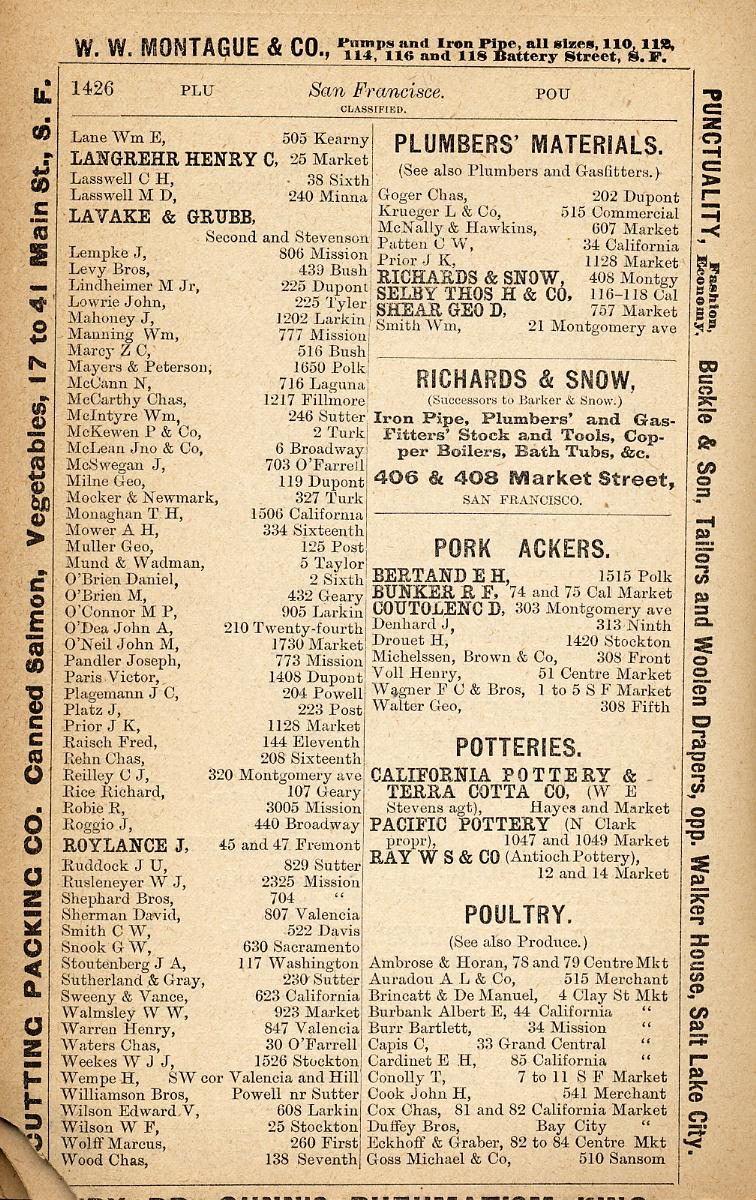 W. W. MONTAGUE & CO., Pumps and Iron Pipe, all sizes, 110, 112,
114, 116 and 118 Battery Street, S. F.
1426 PLU San Francisco. POU
CLASSIFIED.
Lane Wm E, 505 Kearny
LANGREHR HENRY C, 25 Market
Lasswell C H, 38 Sixth
Lasswell M D, 240 Minna
LAVAKE & GRUBB,
Second and Stevenson
Lempke J, 806 Mission
Levy Bros, 439 Bush
Lindheimer M Jr, 225 Dupont
Lowrie John, 225 Tyler
Mahoney J, 1202 Larkin
Manning Wm, 777 Mission
Marcy Z C, 516 Bush
Mayers & Peterson, 1650 Polk
McCann N, 716 Laguna
McCarthy Chas, 1217 Fillmore
McIntyre Wm, 246 Sutter
McKewen P & Co, 2 Turk
McLean Jno & Co, 6 Broadway
McSwegan J, 703 O'Farrell
Milne Geo, 119 Dupont
Mocker & Newmark, 327 Turk
Monaghan T H, 1506 California
Mower A H, 334 Sixteenth
Muller Geo, 125 Post
Mund & Wadman, 5 Taylor
O'Brien Daniel, 2 Sixth
O'Brien M, 432 Geary
O'Connor M P, 905 Larkin
O'Dea John A, 210 Twenty-fourth
O'Neil John M, 1730 Market
Pandler Joseph, 773 Mission
Paris Victor, 1408 Dupont
Plagemann J C, 204 Powell
Platz J, 223 Post
Prior J K, 1128 Market
Raisch Fred, 144 Eleventh
Rehn Chas, 208 Sixteenth
Reilley C J, 320 Montgomery ave
Rice Richard, 107 Geary
Robie R, 3005 Mission
Roggio J, 440 Broadway
ROYLANCE J, 45 and 47 Fremont
Ruddock J U, 829 Sutter
Rusleneyer W J, 2325 Mission
Shephard Bros, 704 "
Sherman David, 807 Valencia
Smith C W, 522 Davis
Snook G W, 630 Sacramento
Stoutenberg J A, 117 Washington
Sutherland & Gray, 230 Sutter
Sweeny & Vance, 623 California
Walmsley W W, 923 Market
Warren Henry, 847 Valencia
Waters Chas, 30 O'Farrell
Weekes W J J, 1526 Stockton
Wempe H, SW cor Valencia and Hill
Williamson Bros, Powell nr Sutter
Wilson Edward V, 608 Larkin
Wilson W F, 25 Stockton
Wolff Marcus, 260 First
Wood Chas, 138 Seventh
PLUMBERS' MATERIALS.
(See also Plumbers and Gasfitters.)
Goger Chas, 202 Dupont
Krueger L & Co, 515 Commercial
McNally & Hawkins, 607 Market
Patten C W, 34 California
Prior J K, 1128 Market
RICHARDS & SNOW, 408 Montgy
SELBY THOS H & CO, 116-118 Cal
SHEAR GEO D, 757 Market
Smith Wm, 21 Montgomery ave
RICHARDS & SNOW,
(Successors to Barker & Snow.)
Iron Pipe, Plumbers' and Gas-
Fitters' Stock and Tools, Cop-
per Boilers, Bath Tubs, &c.
406 & 408 Market Street,
SAN FRANCISCO.
PORK ACKERS.
BERTAND E H, 1515 Polk
BUNKER R F, 74 and 75 Cal Market
COUTOLENC D, 303 Montgomery ave
Denhard J, 313 Ninth
Drouet H, 1420 Stockton
Michelssen, Brown & Co, 308 Front
Voll Henry, 51 Centre Market
Wagner F C & Bros, 1 to 5 S F Market
Walter Geo, 308 Fifth
POTTERIES.
CALIFORNIA POTTERY &
TERRA COTTA CO, (W E
Stevens agt), Hayes and Market
PACIFIC POTTERY (N Clark
propr), 1047 and 1049 Market
RAY W S & CO (Antioch Pottery),
12 and 14 Market
POULTRY.
(See also Produce.)
Ambrose & Horan, 78 and 79 Centre Mkt
Auradou A L & Co, 515 Merchant
Brincatt & De Manuel, 4 Clay St Mkt
Burbank Albert E, 44 California "
Burr Bartlett, 34 Mission "
Capis C, 33 Grand Central "
Cardinet E H, 85 California "
Conolly T, 7 to 11 S F Market
Cook John H, 541 Merchant
Cox Chas, 81 and 82 California Market
Duffey Bros, Bay City "
Eckhoff & Graber, 82 to 84 Centre Mkt
Goss Michael & Co, 510 Sansom
CUTTING PACKING CO. Canned Salmon, Vegetables, 17 to 41 Main St., S. F.
PUNCTUALITY, Fashion, Economy. Buckle & Son, Tailors and Woolen Drapers, opp. Walker House, Salt Lake City.